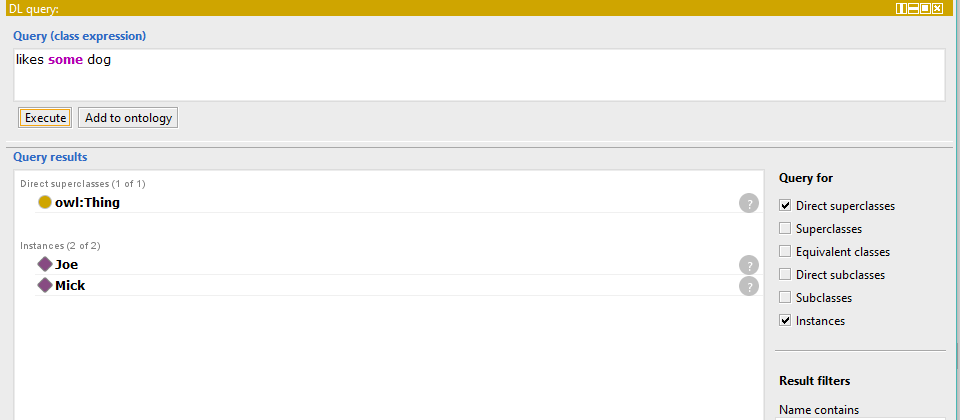 DL query:
Query (class expression)
likes some dog
Execute
Add to ontology
Query results
Direct superclasses (1 of 1)
owl:Thing
?
Instances (2 of 2)
Joe
?
Mick
?
Query for
Direct superclasses
Superclasses
Equivalent classes
Direct subclasses
Subclasses
Instances
Result filters
Name contains